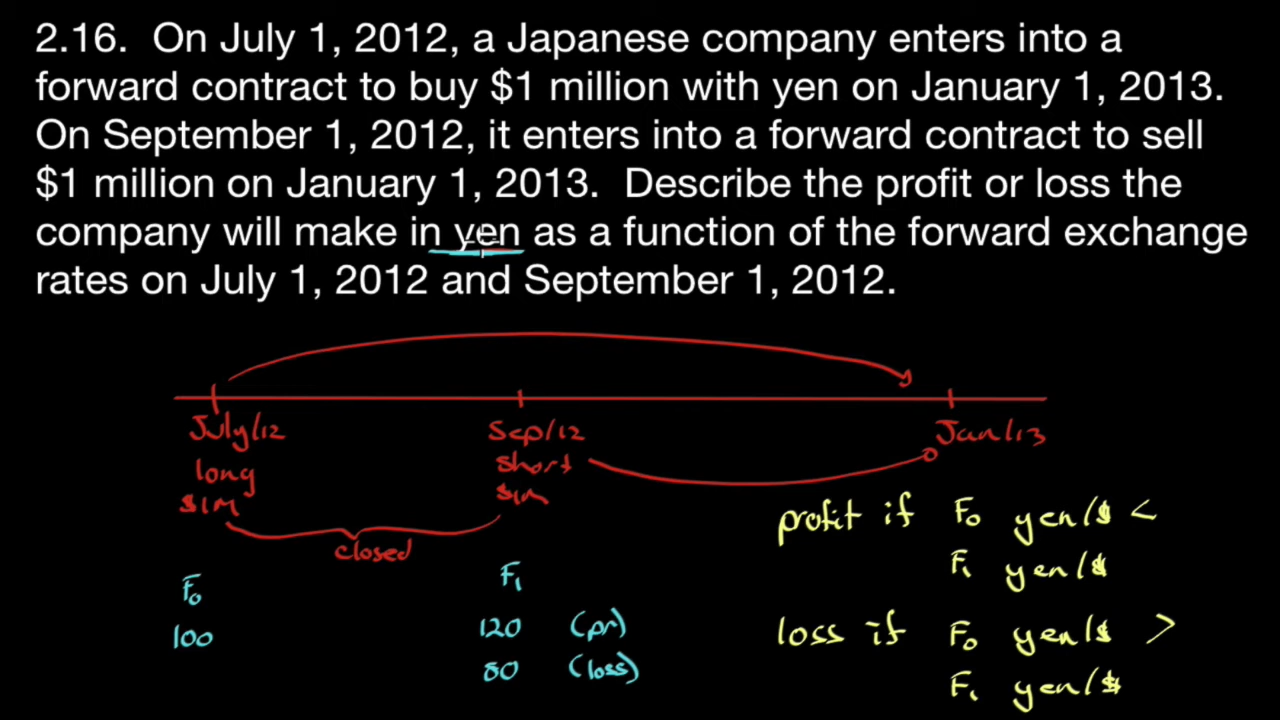 2.16. On July 1, 2012, a Japanese company enters into a
forward contract to buy $1 million with yen on January 1, 2013.
On September 1, 2012, it enters into a forward contract to sell
$1 million on January 1, 2013. Describe the profit or loss the
company will make in yen as a function of the forward exchange
rates on July 1, 2012 and September 1, 2012.
July/12
Sep/12
Jan/13
long
short
$1M
$1M
closed
profit if F₀ yen/$ <
F₁ yen/$
F₀
F₁
100
120 (pr)
80 (loss)
loss if F₀ yen/$ >
F₁ yen/$